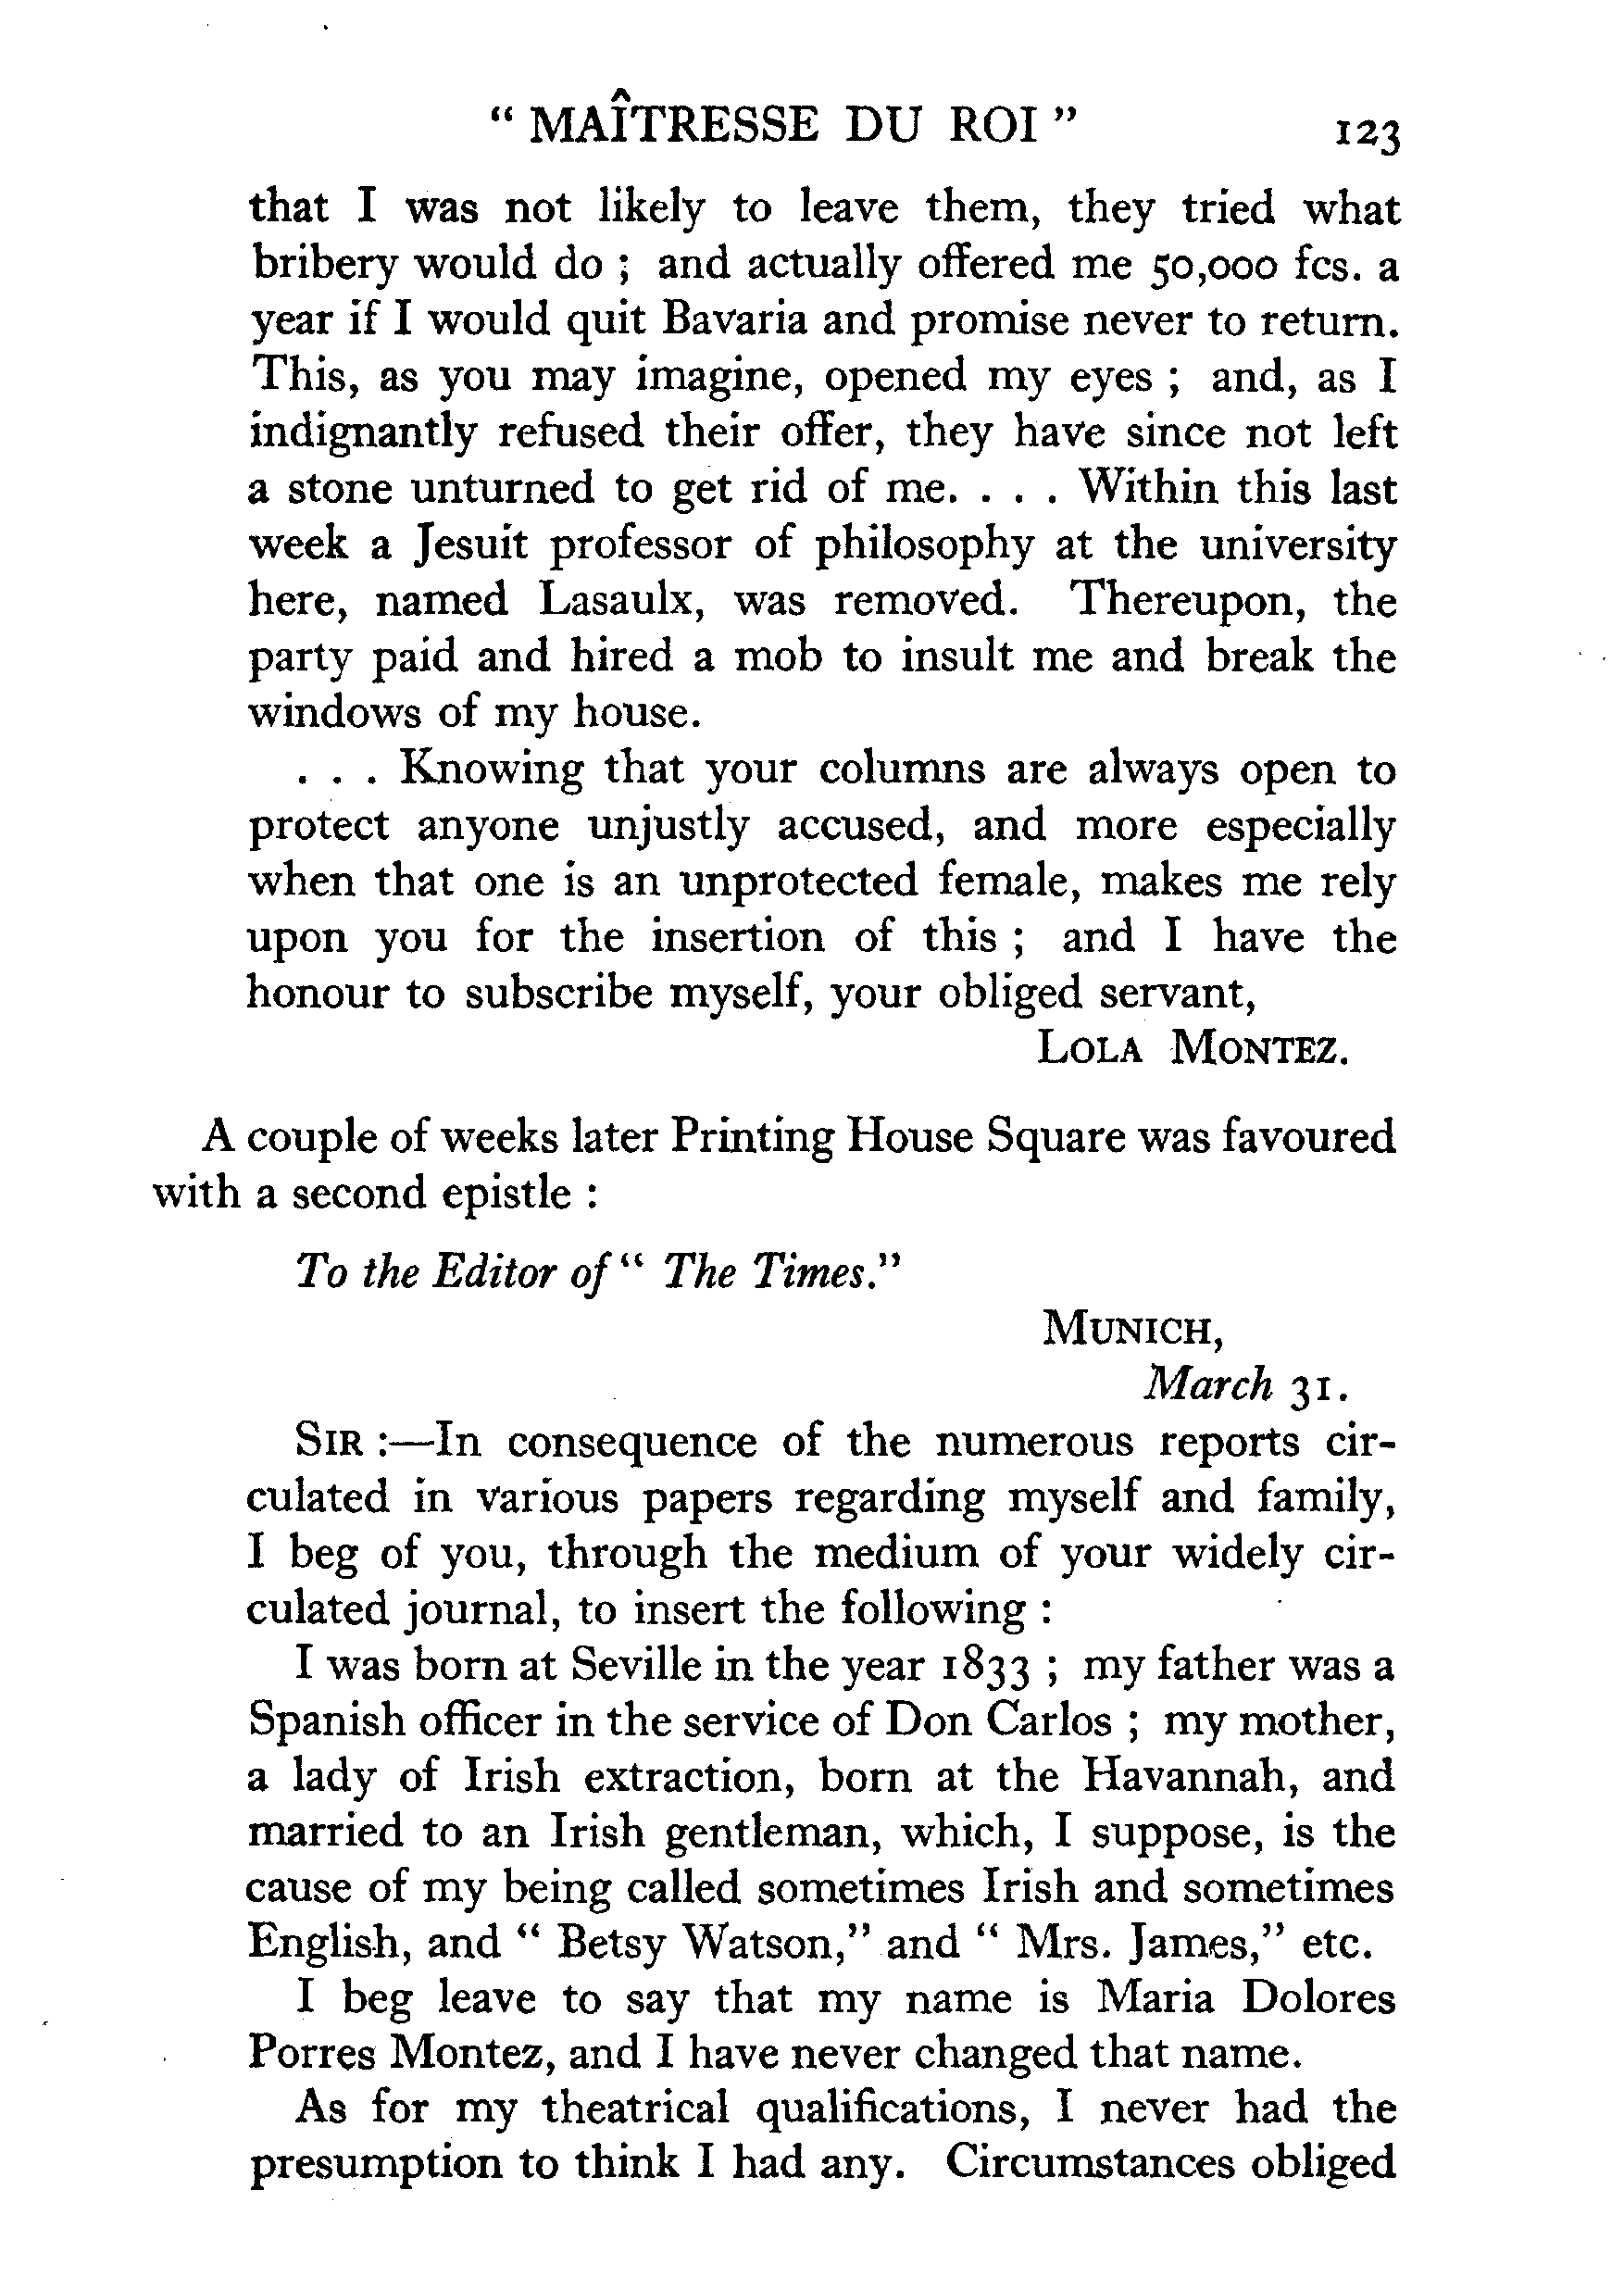 “ MAÎTRESSE DU ROI ” 123
that I was not likely to leave them, they tried what
bribery would do ; and actually offered me 50,000 fcs. a
year if I would quit Bavaria and promise never to return.
This, as you may imagine, opened my eyes ; and, as I
indignantly refused their offer, they have since not left
a stone unturned to get rid of me. . . . Within this last
week a Jesuit professor of philosophy at the university
here, named Lasaulx, was removed. Thereupon, the
party paid and hired a mob to insult me and break the
windows of my house.
. . . Knowing that your columns are always open to
protect anyone unjustly accused, and more especially
when that one is an unprotected female, makes me rely
upon you for the insertion of this ; and I have the
honour to subscribe myself, your obliged servant,
LOLA MONTEZ.
A couple of weeks later Printing House Square was favoured
with a second epistle :
To the Editor of “ The Times.”
MUNICH,
March 31.
SIR :—In consequence of the numerous reports cir-
culated in various papers regarding myself and family,
I beg of you, through the medium of your widely cir-
culated journal, to insert the following :
I was born at Seville in the year 1833 ; my father was a
Spanish officer in the service of Don Carlos ; my mother,
a lady of Irish extraction, born at the Havannah, and
married to an Irish gentleman, which, I suppose, is the
cause of my being called sometimes Irish and sometimes
English, and “ Betsy Watson,” and “ Mrs. James,” etc.
I beg leave to say that my name is Maria Dolores
Porres Montez, and I have never changed that name.
As for my theatrical qualifications, I never had the
presumption to think I had any. Circumstances obliged